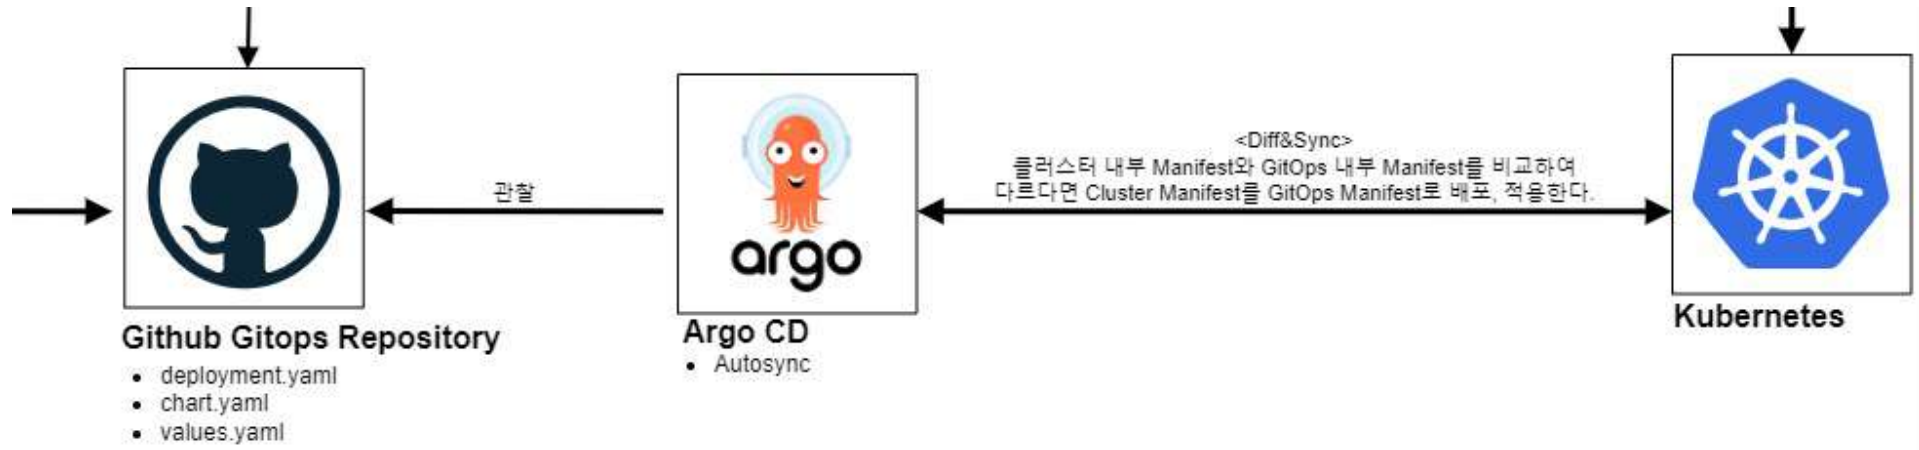 <Diff&Sync>
클러스터 내부 Manifest와 GitOps 내부 Manifest를 비교하여
다르다면 Cluster Manifest를 GitOps Manifest로 배포, 적용한다.
관찰
argo
Github Gitops Repository
• deployment.yaml
• chart.yaml
• values.yaml
Argo CD
• Autosync
Kubernetes